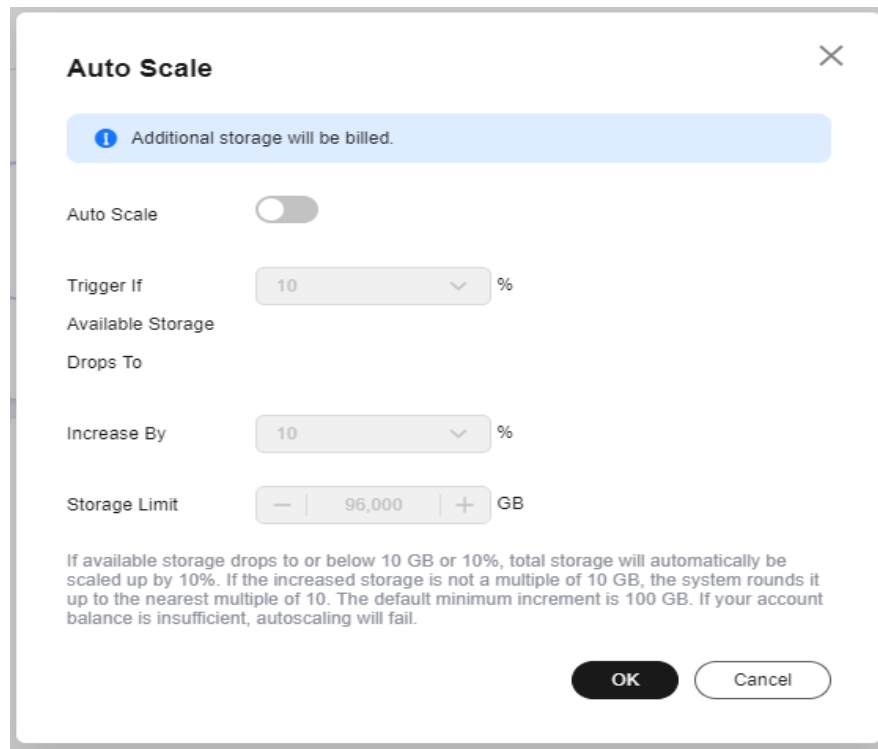 Auto Scale
Additional storage will be billed.
Auto Scale
Trigger If
Available Storage
Drops To
10 %
Increase By
10 %
Storage Limit
96,000 GB
If available storage drops to or below 10 GB or 10%, total storage will automatically be
scaled up by 10%. If the increased storage is not a multiple of 10 GB, the system rounds it
up to the nearest multiple of 10. The default minimum increment is 100 GB. If your account
balance is insufficient, autoscaling will fail.
OK
Cancel